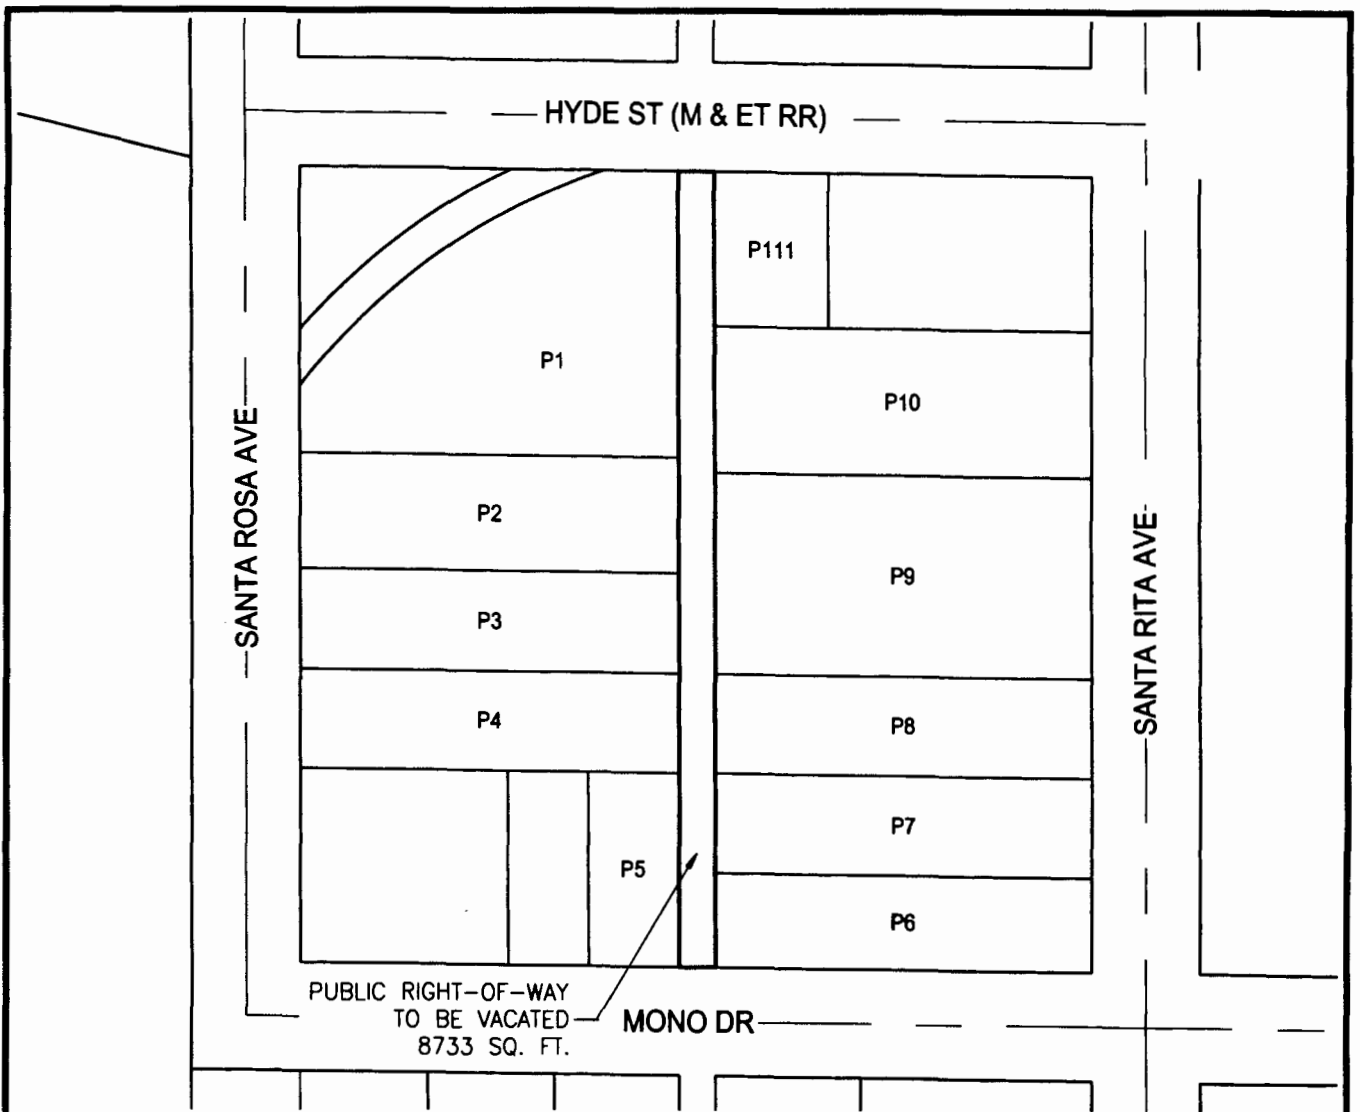 HYDE ST (M & ET RR)
P111
P1
P10
SANTA ROSA AVE
P2
SANTA RITA AVE
P9
P3
P4
P8
P7
P5
P6
PUBLIC RIGHT-OF-WAY
TO BE VACATED
8733 SQ. FT.
MONO DR